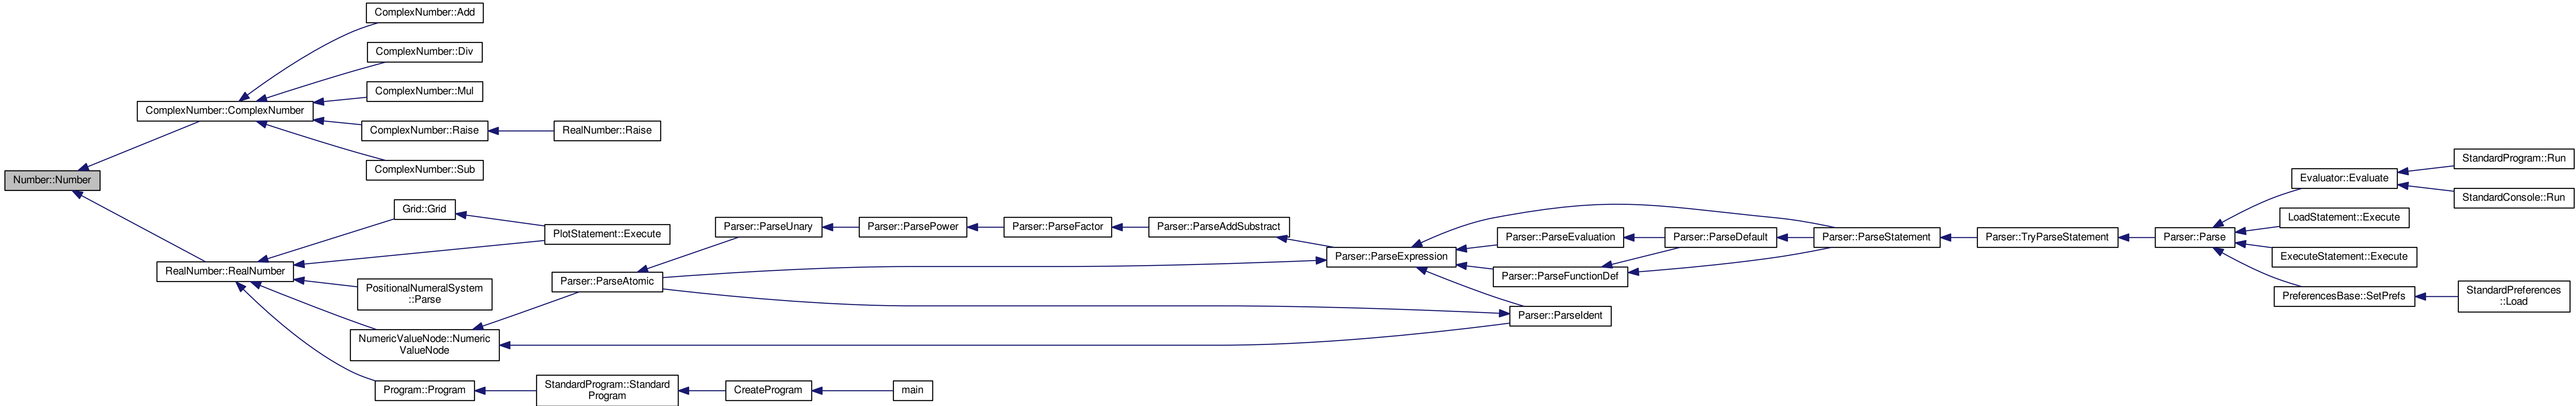 ComplexNumber::Add
ComplexNumber::Div
ComplexNumber::Mul
ComplexNumber::ComplexNumber
ComplexNumber::Raise
RealNumber::Raise
ComplexNumber::Sub
Number::Number
Grid::Grid
PlotStatement::Execute
RealNumber::RealNumber
PositionalNumeralSystem
::Parse
NumericValueNode::Numeric
ValueNode
Program::Program
StandardProgram::Standard
Program
CreateProgram
main
Parser::ParseAtomic
Parser::ParseUnary
Parser::ParsePower
Parser::ParseFactor
Parser::ParseAddSubstract
Parser::ParseExpression
Parser::ParseEvaluation
Parser::ParseFunctionDef
Parser::ParseIdent
Parser::ParseDefault
Parser::ParseStatement
Parser::TryParseStatement
Parser::Parse
Evaluator::Evaluate
LoadStatement::Execute
ExecuteStatement::Execute
PreferencesBase::SetPrefs
StandardProgram::Run
StandardConsole::Run
StandardPreferences
::Load